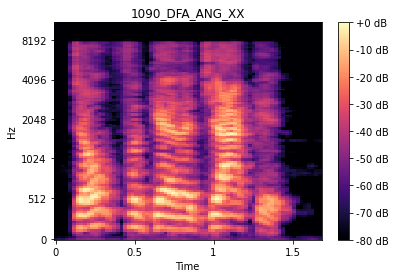 1090_DFA_ANG_XX
Hz
8192
4096
2048
1024
512
0
0
0.5
1
1.5
Time
+0 dB
-10 dB
-20 dB
-30 dB
-40 dB
-50 dB
-60 dB
-70 dB
-80 dB